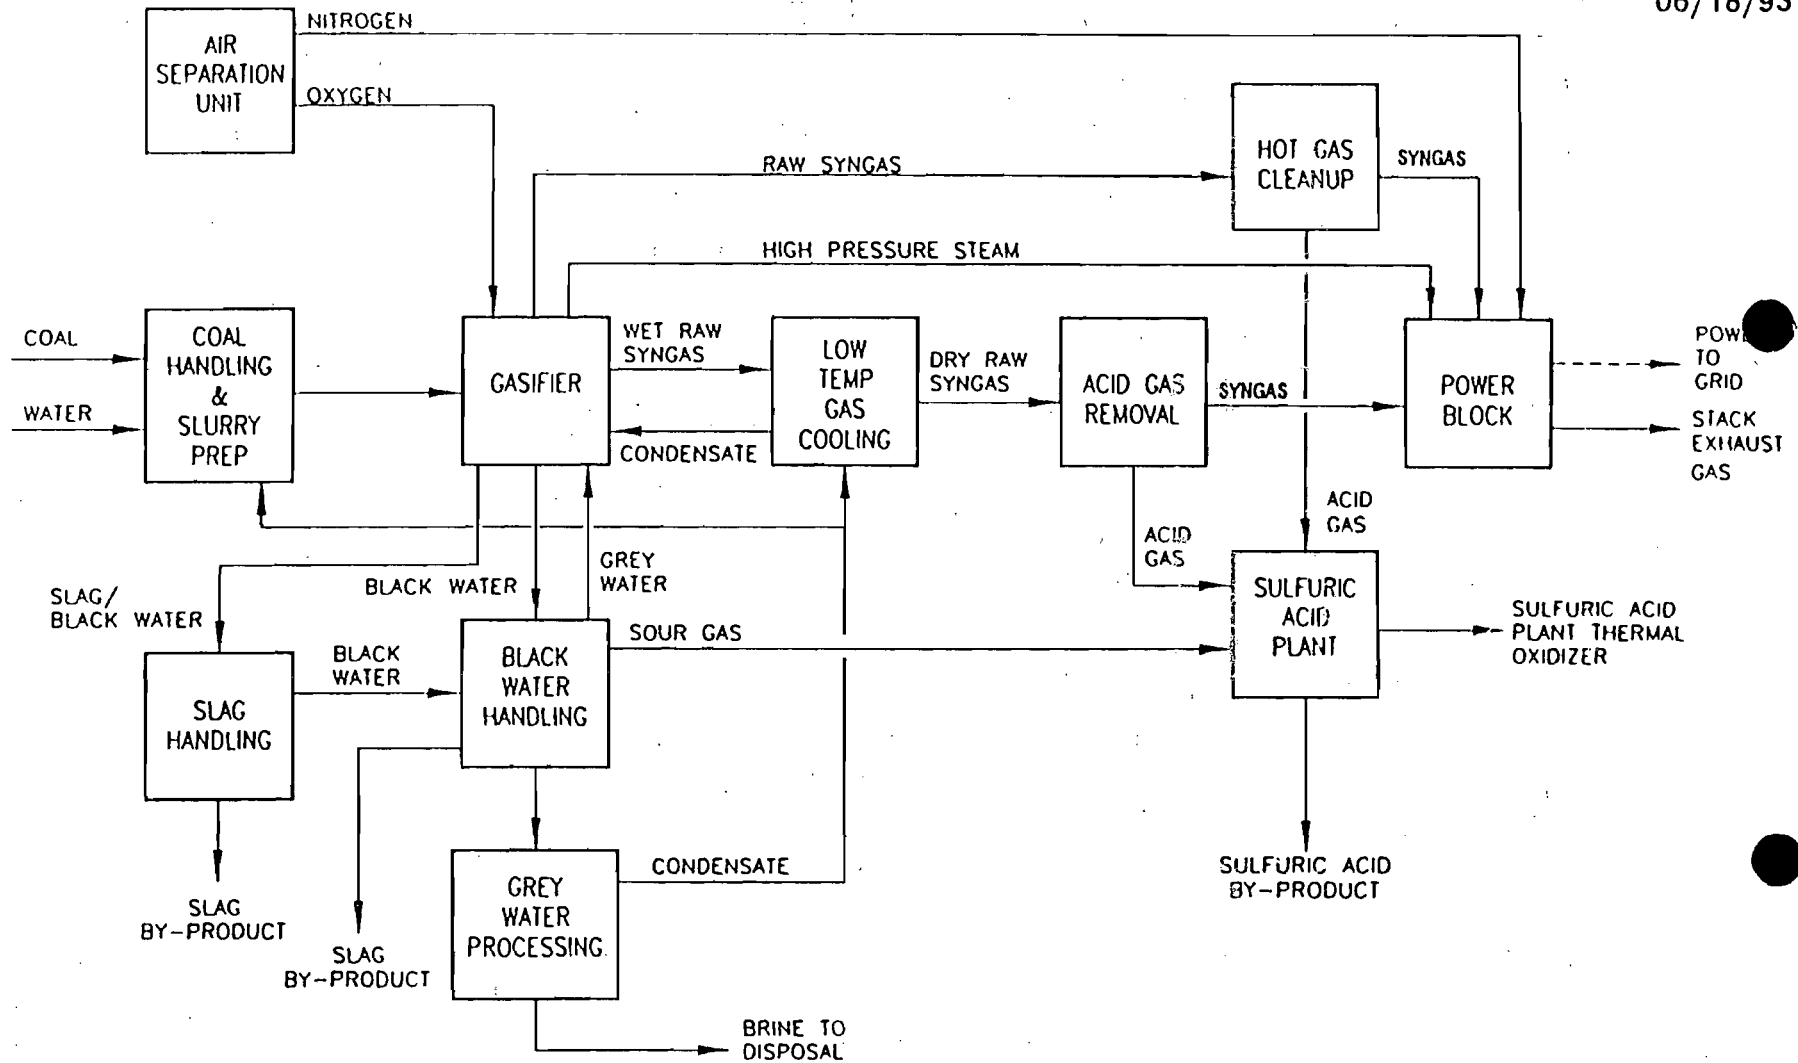 06/18/93
NITROGEN
AIR
SEPARATION
UNIT
OXYGEN
HOT GAS
CLEANUP
SYNGAS
RAW SYNGAS
HIGH PRESSURE STEAM
COAL
WATER
COAL
HANDLING
&
SLURRY
PREP
GASIFIER
WET RAW
SYNGAS
CONDENSATE
LOW
TEMP
GAS
COOLING
DRY RAW
SYNGAS
ACID GAS
REMOVAL
SYNGAS
POWER
BLOCK
TO
GRID
STACK
EXHAUST
GAS
ACID
GAS
ACID
GAS
SLAG/
BLACK WATER
BLACK WATER
GREY
WATER
SOUR GAS
SULFURIC
ACID
PLANT
SULFURIC ACID
PLANT THERMAL
OXIDIZER
BLACK
WATER
SLAG
HANDLING
BLACK
WATER
HANDLING
SLAG
BY-PRODUCT
SLAG
BY-PRODUCT
GREY
WATER
PROCESSING
CONDENSATE
SULFURIC ACID
BY-PRODUCT
BRINE TO
DISPOSAL